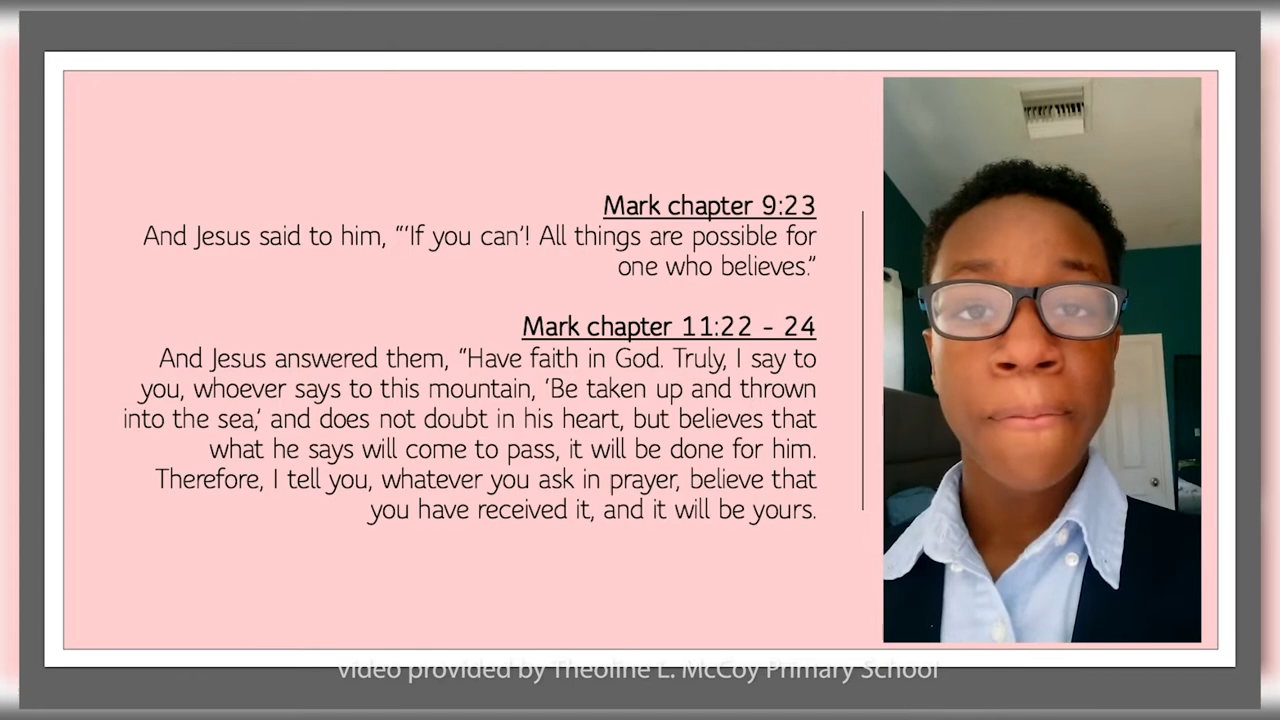 Mark chapter 9:23
And Jesus said to him, “‘If you can’! All things are possible for
one who believes.”
Mark chapter 11:22 - 24
And Jesus answered them, “Have faith in God. Truly, I say to
you, whoever says to this mountain, ‘Be taken up and thrown
into the sea,’ and does not doubt in his heart, but believes that
what he says will come to pass, it will be done for him.
Therefore, I tell you, whatever you ask in prayer, believe that
you have received it, and it will be yours.
video provided by Theoline L. McCoy Primary School